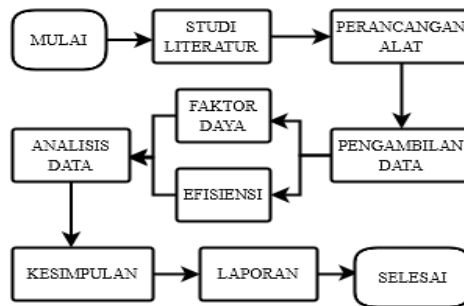 MULAI
STUDI
LITERATUR
PERANCANGAN
ALAT
FAKTOR
DAYA
ANALISIS
DATA
PENGAMBILAN
DATA
EFISIENSI
KESIMPULAN
LAPORAN
SELESAI